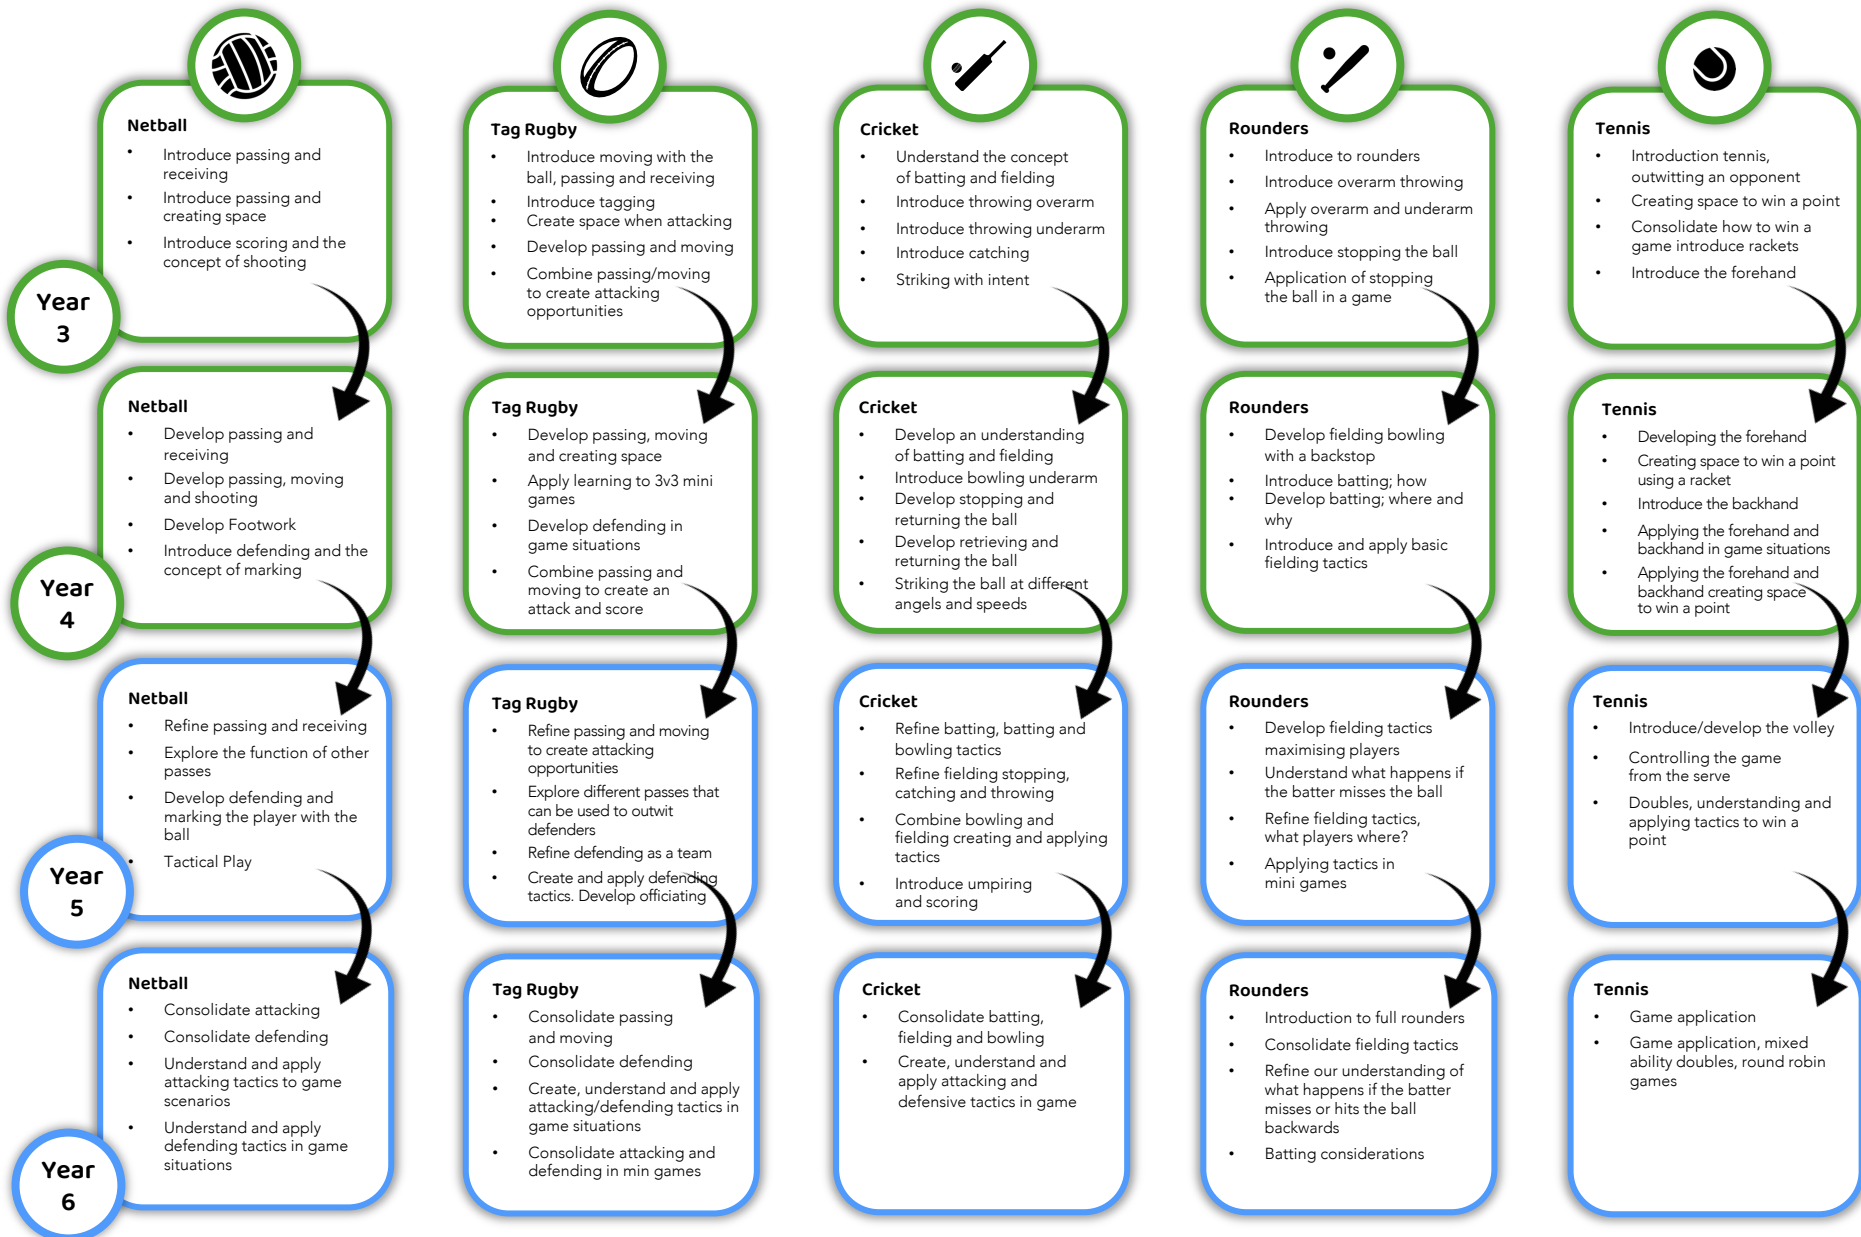 Year
3
Netball
• Introduce passing and
receiving
• Introduce passing and
creating space
• Introduce scoring and the
concept of shooting
Tag Rugby
• Introduce moving with the
ball, passing and receiving
• Introduce tagging
• Create space when attacking
• Develop passing and moving
• Combine passing/moving
to create attacking
opportunities
Cricket
• Understand the concept
of batting and fielding
• Introduce throwing overarm
• Introduce throwing underarm
• Introduce catching
• Striking with intent
Rounders
• Introduce to rounders
• Introduce overarm throwing
• Apply overarm and underarm
throwing
• Introduce stopping the ball
• Application of stopping
the ball in a game
Tennis
• Introduction tennis,
outwitting an opponent
• Creating space to win a point
• Consolidate how to win a
game introduce rackets
• Introduce the forehand
Year
4
Netball
• Develop passing and
receiving
• Develop passing, moving
and shooting
• Develop Footwork
• Introduce defending and the
concept of marking
Tag Rugby
• Develop passing, moving
and creating space
• Apply learning to 3v3 mini
games
• Develop defending in
game situations
• Combine passing and
moving to create an
attack and score
Cricket
• Develop an understanding
of batting and fielding
• Introduce bowling underarm
• Develop stopping and
returning the ball
• Develop retrieving and
returning the ball
• Striking the ball at different
angels and speeds
Rounders
• Develop fielding bowling
with a backstop
• Introduce batting; how
• Develop batting; where and
why
• Introduce and apply basic
fielding tactics
Tennis
• Developing the forehand
• Creating space to win a point
using a racket
• Introduce the backhand
• Applying the forehand and
backhand in game situations
• Applying the forehand and
backhand creating space
to win a point
Year
5
Netball
• Refine passing and receiving
• Explore the function of other
passes
• Develop defending and
marking the player with the
ball
• Tactical Play
Tag Rugby
• Refine passing and moving
to create attacking
opportunities
• Explore different passes that
can be used to outwit
defenders
• Refine defending as a team
• Create and apply defending
tactics. Develop officiating
Cricket
• Refine batting, batting and
bowling tactics
• Refine fielding stopping,
catching and throwing
• Combine bowling and
fielding creating and applying
tactics
• Introduce umpiring
and scoring
Rounders
• Develop fielding tactics
maximising players
• Understand what happens if
the batter misses the ball
• Refine fielding tactics,
what players where?
• Applying tactics in
mini games
Tennis
• Introduce/develop the volley
• Controlling the game
from the serve
• Doubles, understanding and
applying tactics to win a
point
Year
6
Netball
• Consolidate attacking
• Consolidate defending
• Understand and apply
attacking tactics to game
scenarios
• Understand and apply
defending tactics in game
situations
Tag Rugby
• Consolidate passing
and moving
• Consolidate defending
• Create, understand and apply
attacking/defending tactics in
game situations
• Consolidate attacking and
defending in min games
Cricket
• Consolidate batting,
fielding and bowling
• Create, understand and
apply attacking and
defensive tactics in game
Rounders
• Introduction to full rounders
• Consolidate fielding tactics
• Refine our understanding of
what happens if the batter
misses or hits the ball
backwards
• Batting considerations
Tennis
• Game application
• Game application, mixed
ability doubles, round robin
games